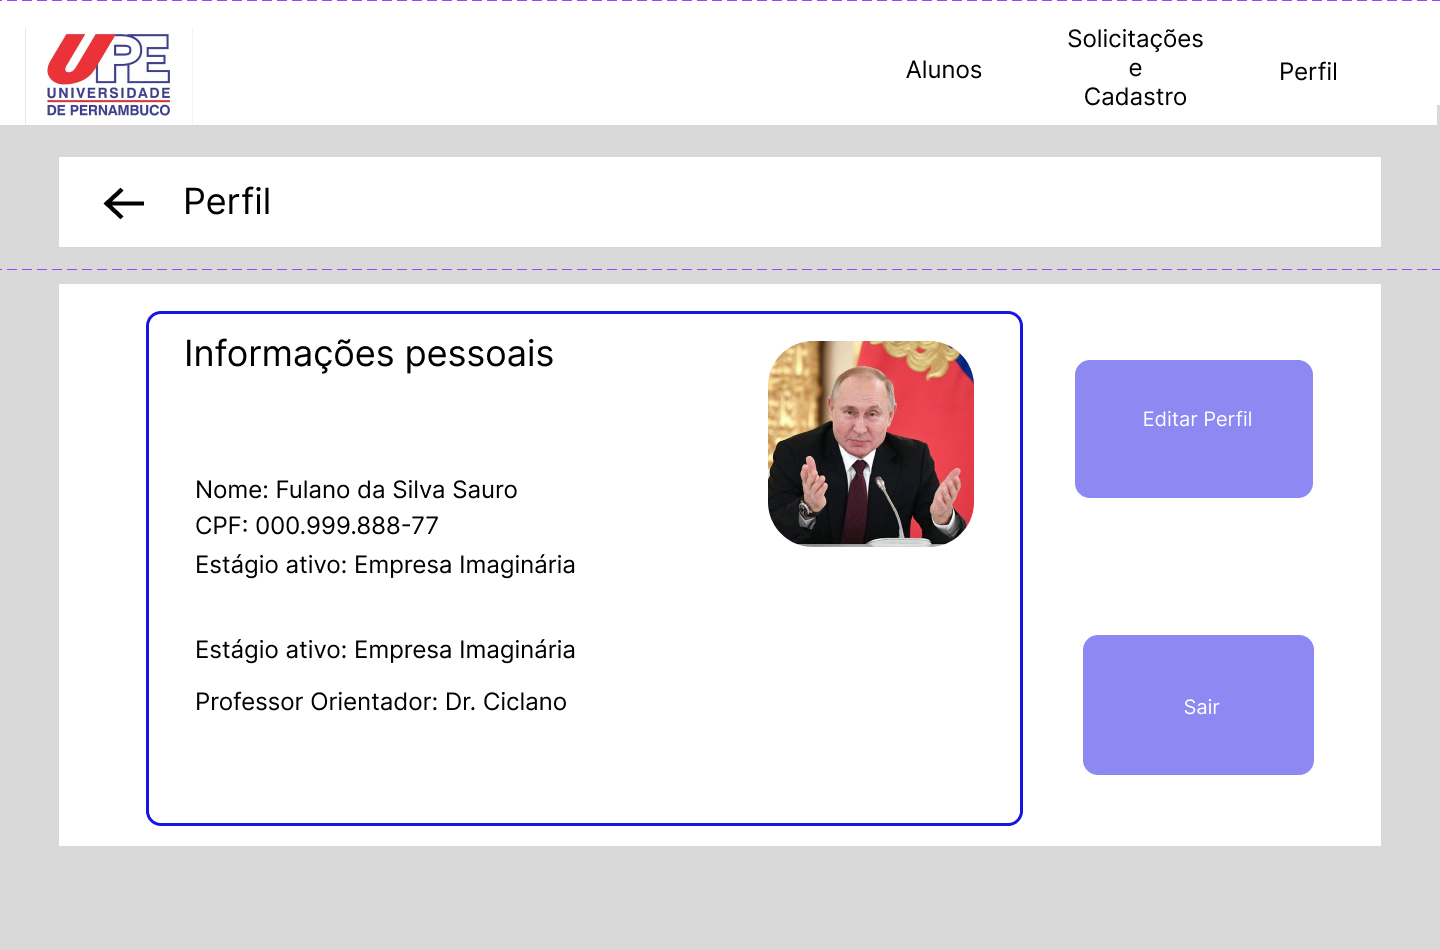 UPE
UNIVERSIDADE
DE PERNAMBUCO
Alunos
Solicitações
e
Cadastro
Perfil
Perfil
Informações pessoais
Nome: Fulano da Silva Sauro
CPF: 000.999.888-77
Estágio ativo: Empresa Imaginária
Estágio ativo: Empresa Imaginária
Professor Orientador: Dr. Ciclano
Editar Perfil
Sair